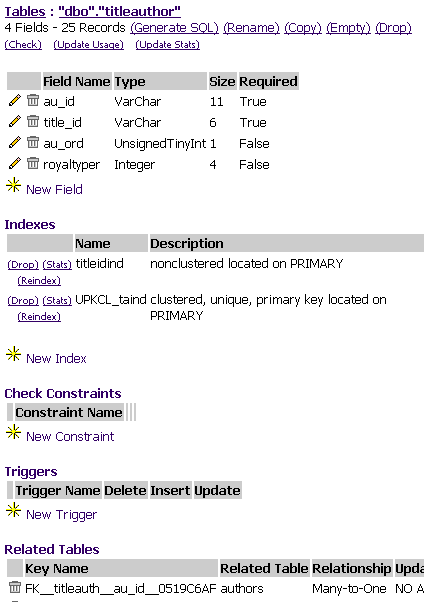 Tables : "dbo"."titleauthor"
4 Fields - 25 Records (Generate SQL) (Rename) (Copy) (Empty) (Drop)
(Check) (Update Usage) (Update Stats)
Field Name Type Size Required
au_id VarChar 11 True
title_id VarChar 6 True
au_ord UnsignedTinyInt 1 False
royaltyper Integer 4 False
New Field
Indexes
Name Description
(Drop) (Stats) titleidind nonclustered located on PRIMARY
(Reindex)
(Drop) (Stats) UPKCL_taind clustered, unique, primary key located on
(Reindex) PRIMARY
New Index
Check Constraints
Constraint Name
New Constraint
Triggers
Trigger Name Delete Insert Update
New Trigger
Related Tables
Key Name Related Table Relationship Upda
FK__titleauth__au_id__0519C6AF authors Many-to-One NO A